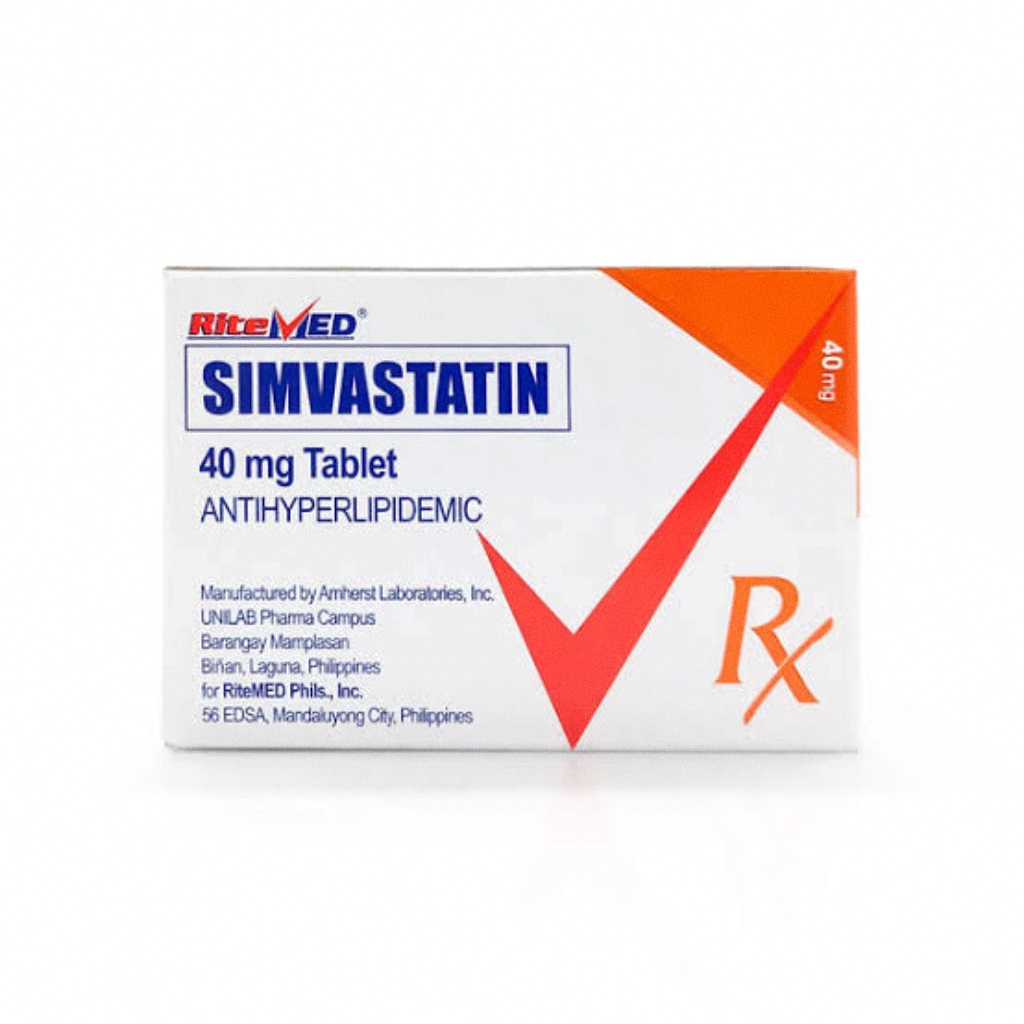 RiteMED®
SIMVASTATIN
40 mg Tablet
ANTIHYPERLIPIDEMIC
Manufactured by Amherst Laboratories, Inc.
UNILAB Pharma Campus
Barangay Mamplasan
Biñan, Laguna, Philippines
for RiteMED Phils., Inc.
56 EDSA, Mandaluyong City, Philippines
40 mg
Rx